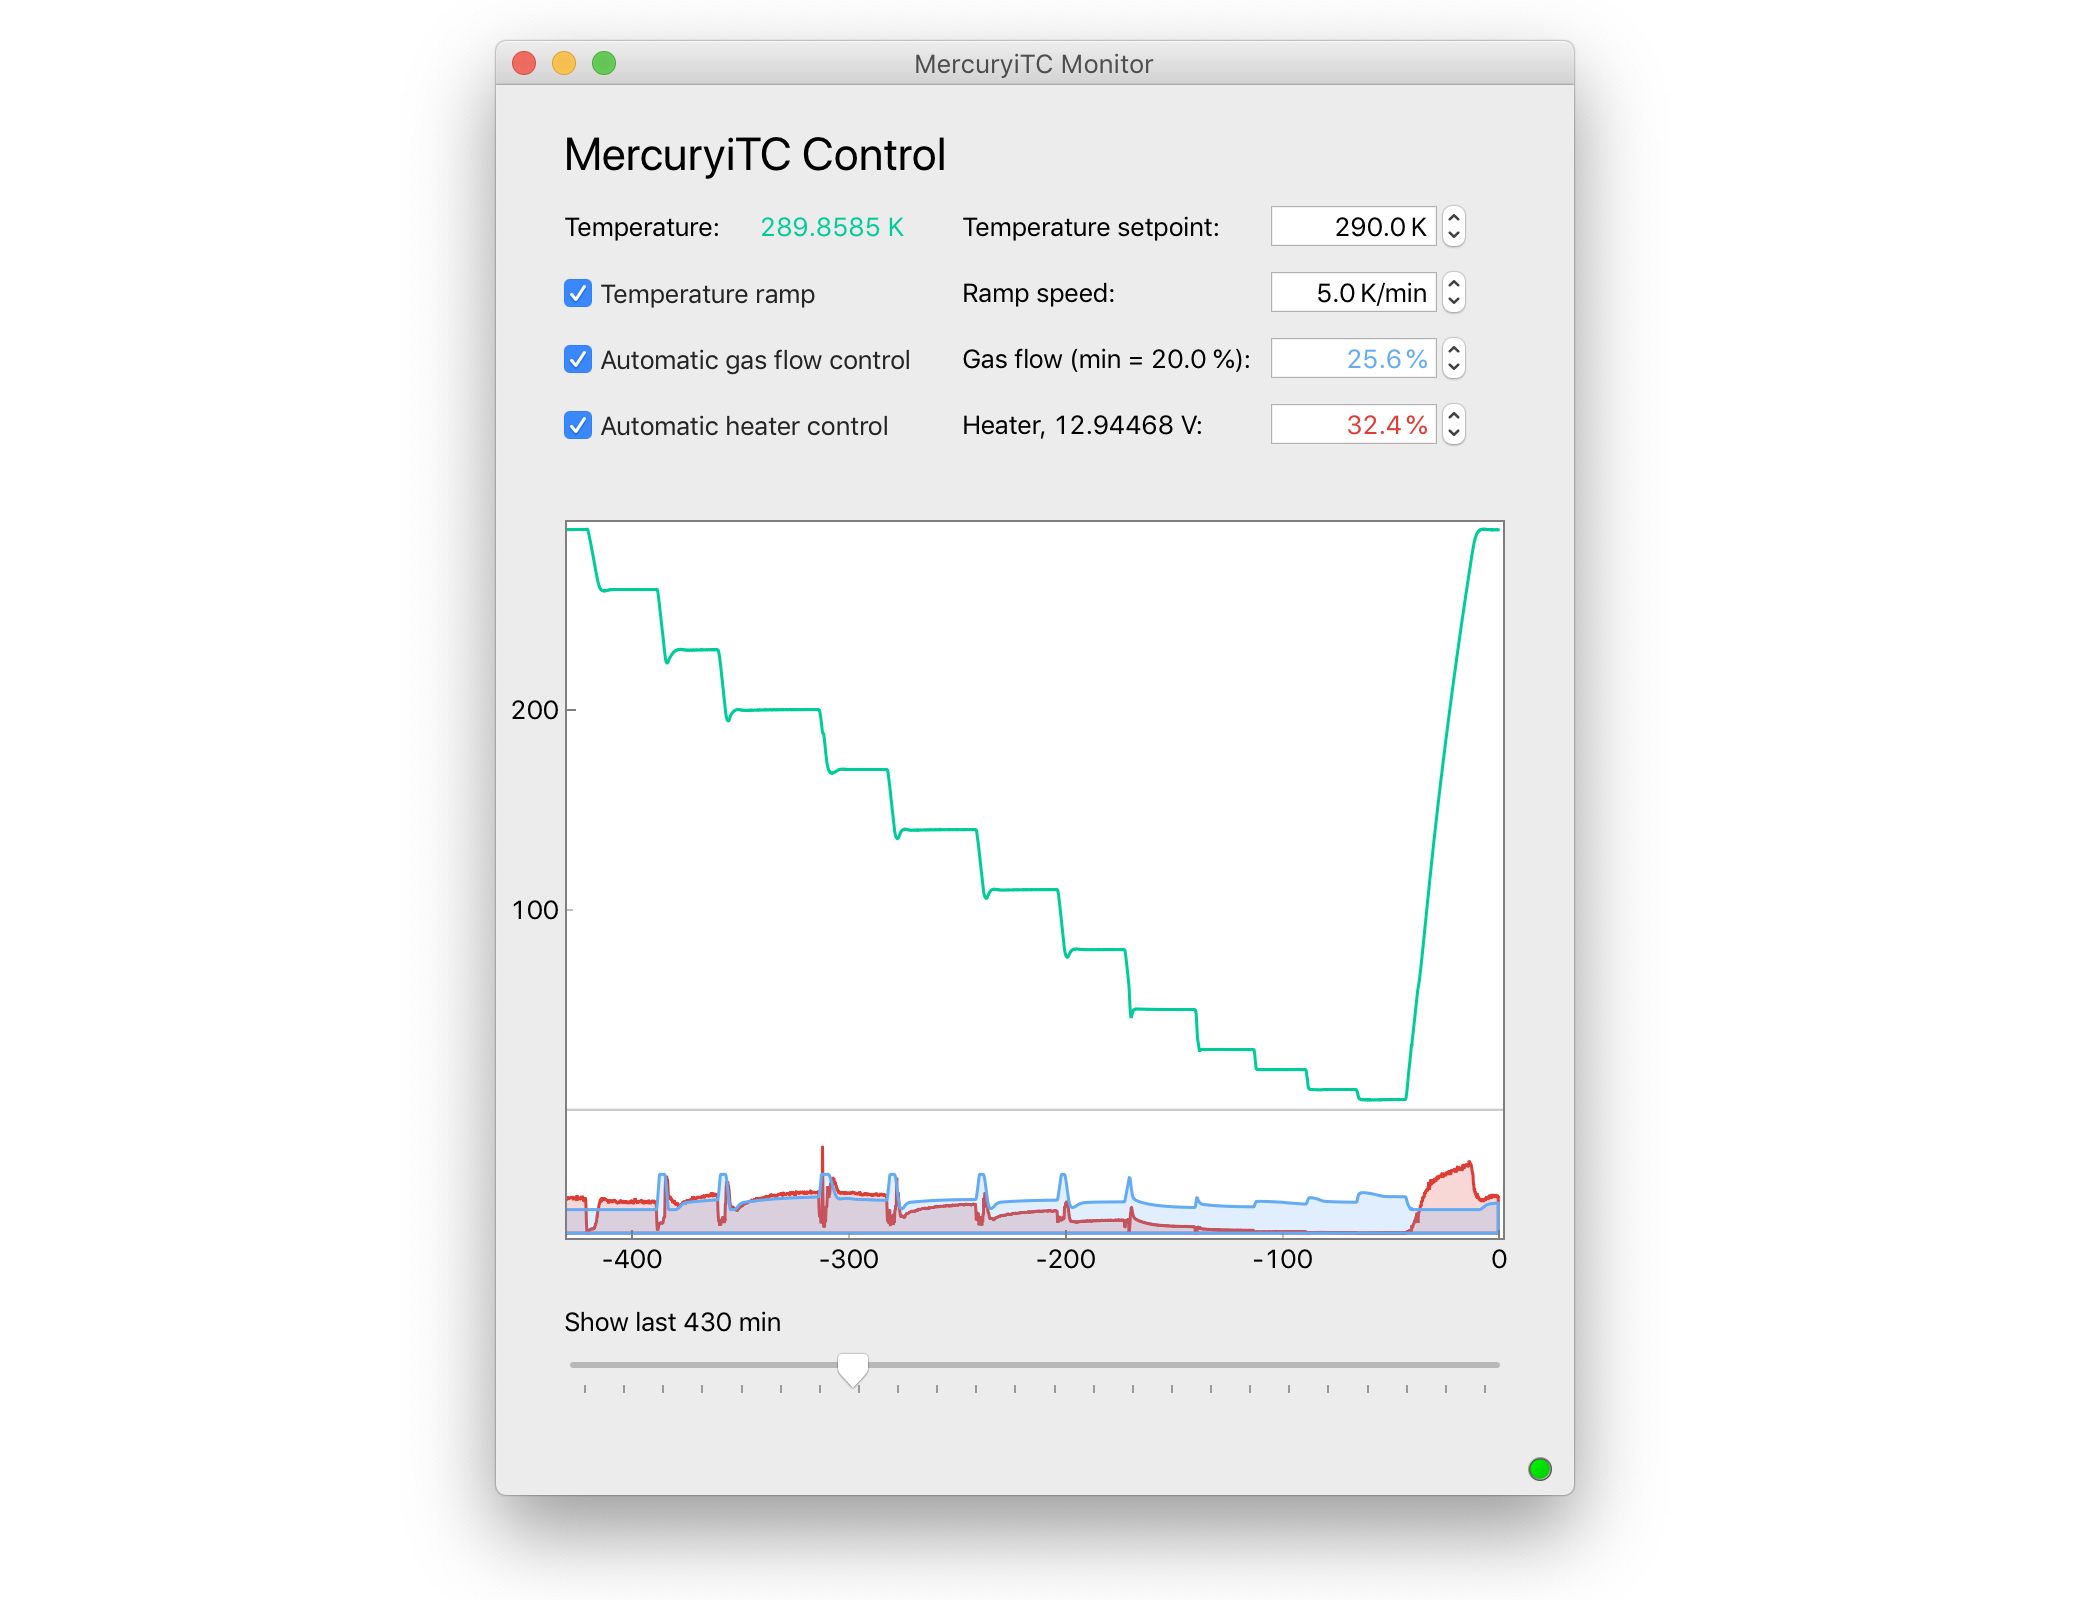 MercuryiTC Monitor
MercuryiTC Control
Temperature: 289.8585 K Temperature setpoint: 290.0 K
Temperature ramp Ramp speed: 5.0 K/min
Automatic gas flow control Gas flow (min = 20.0 %): 25.6 %
Automatic heater control Heater, 12.94468 V: 32.4 %
200
100
-400 -300 -200 -100 0
Show last 430 min